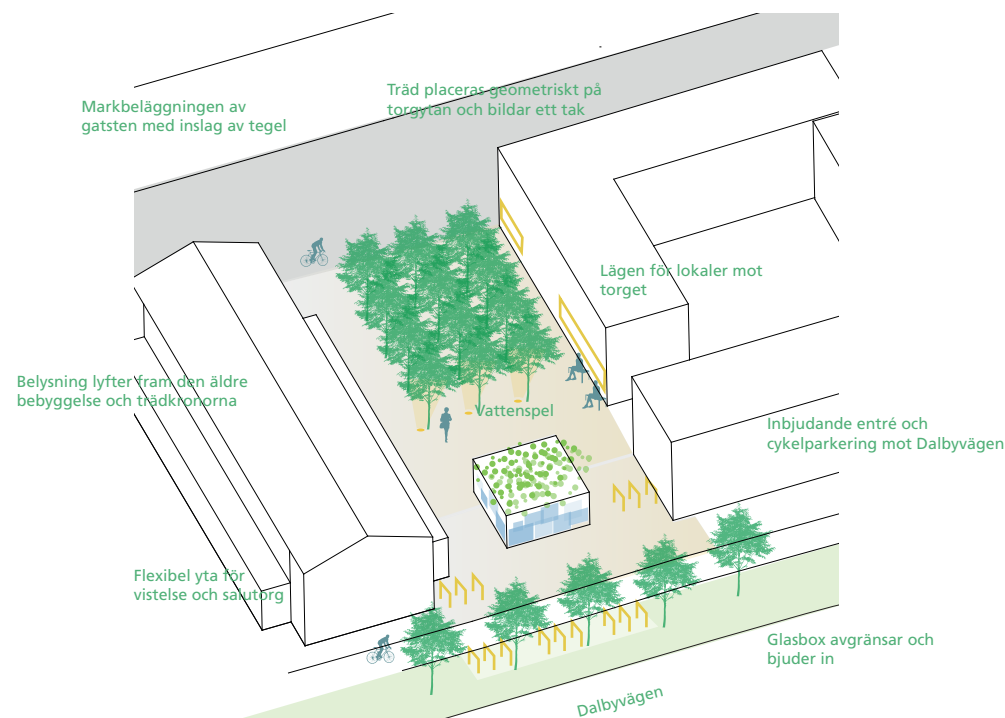 Träd placeras geometriskt på
torgytan och bildar ett tak
Markbeläggningen av
gatsten med inslag av tegel
Lägen för lokaler mot
torget
Belysning lyfter fram den äldre
bebyggelse och trädkronorna
Vattenspel
Inbjudande entré och
cykelparkering mot Dalbyvägen
Flexibel yta för
vistelse och salutorg
Glasbox avgränsar och
bjuder in
Dalbyvägen